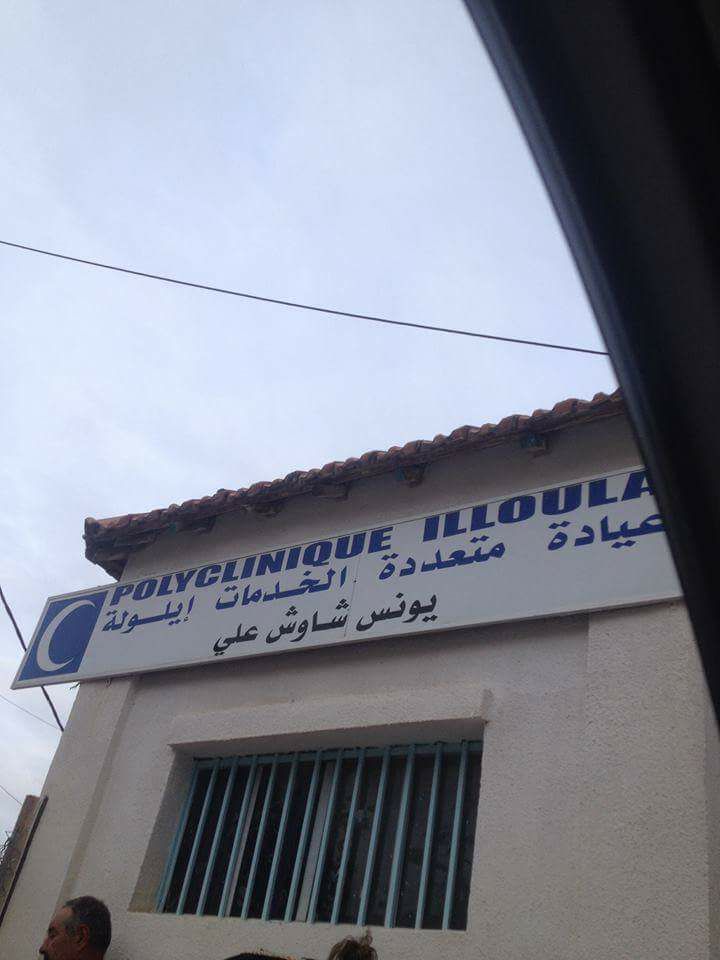 POLYCLINIQUE ILLOULA
عيادة متعددة الخدمات إيلولة
يونس شاوش علي